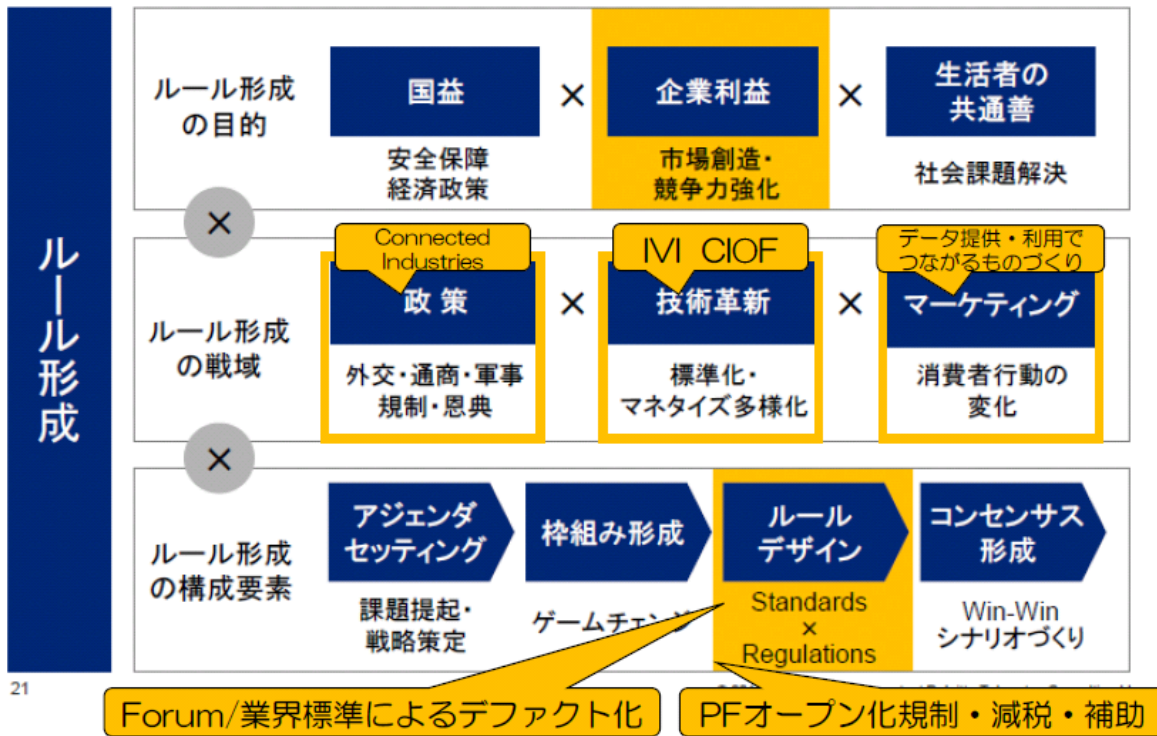 ルール形成
ルール形成
の目的
国益
×
企業利益
×
生活者の
共通善
安全保障
経済政策
市場創造・
競争力強化
社会課題解決
×
ルール形成
の戦域
Connected
Industries
IVI CIOF
データ提供・利用で
つながるものづくり
政策
×
技術革新
×
マーケティング
外交・通商・軍事
規制・恩典
標準化・
マネタイズ多様化
消費者行動の
変化
×
ルール形成
の構成要素
アジェンダ
セッティング
枠組み形成
ルール
デザイン
コンセンサス
形成
課題提起・
戦略策定
ゲームチェンジ
Standards
×
Regulations
Win-Win
シナリオづくり
21
Forum/業界標準によるデファクト化
PFオープン化規制・減税・補助